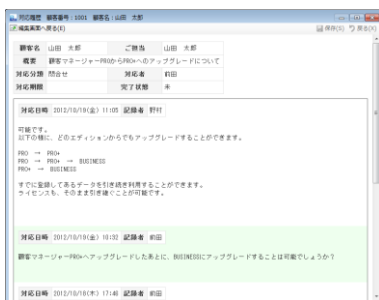 対応履歴 顧客番号：1001 顧客名：山田 太郎
編集画面へ戻る(E) 保存(S) 戻る(X)
顧客名 山田 太郎 ご担当 山田 太郎
概要 顧客マネージャーPROからPRO+へのアップグレードについて
対応分類 問合せ 対応者 前田
対応期限 完了状態 未
対応日時 2012/10/19(金) 11:05 記録者 野村
可能です。
以下の様に、どのエディションからでもアップグレードすることができます。
PRO → PRO+
PRO → PRO+ → BUSINESS
PRO+ → BUSINESS
すでに登録してあるデータを引き続き利用することができます。
ライセンスも、そのまま引継ぐことが可能です。
対応日時 2012/10/19(金) 10:32 記録者 前田
顧客マネージャーPRO+へアップグレードしたあとに、BUSINESSにアップグレードすることは可能でしょうか？
対応日時 2012/10/18(木) 17:46 記録者 前田